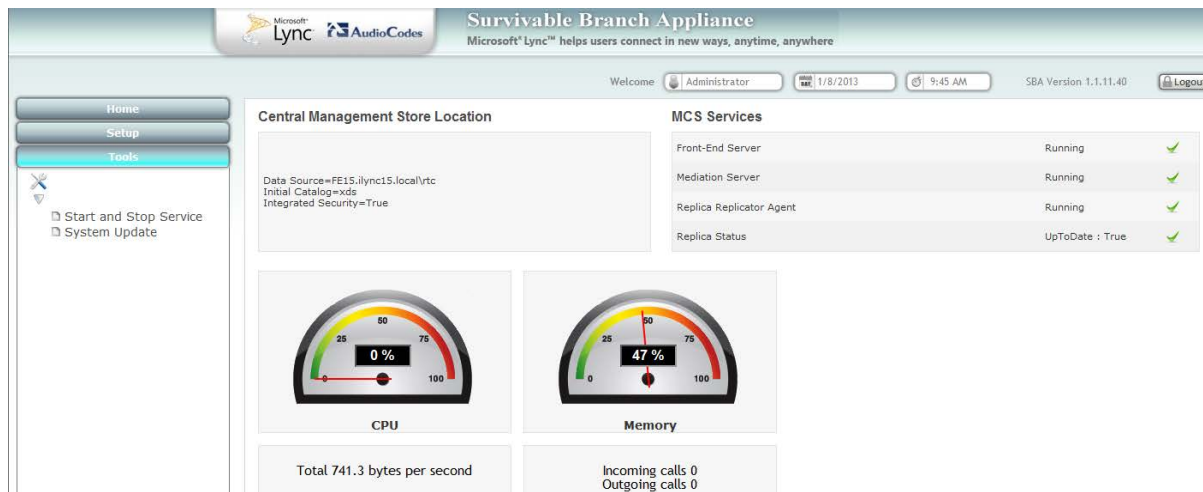 Microsoft®
Lync
AudioCodes
Survivable Branch Appliance
Microsoft® Lync™ helps users connect in new ways, anytime, anywhere
Welcome Administrator 1/8/2013 9:45 AM SBA Version 1.1.11.40 Logout
Home
Setup
Tools
Start and Stop Service
System Update
Central Management Store Location
Data Source=FE15.ilync15.local\rtc
Initial Catalog=xds
Integrated Security=True
MCS Services
Front-End Server Running
Mediation Server Running
Replica Replicator Agent Running
Replica Status UpToDate : True
0 25 50 75 100
0 %
CPU
0 25 50 75 100
47 %
Memory
Total 741.3 bytes per second
Incoming calls 0
Outgoing calls 0